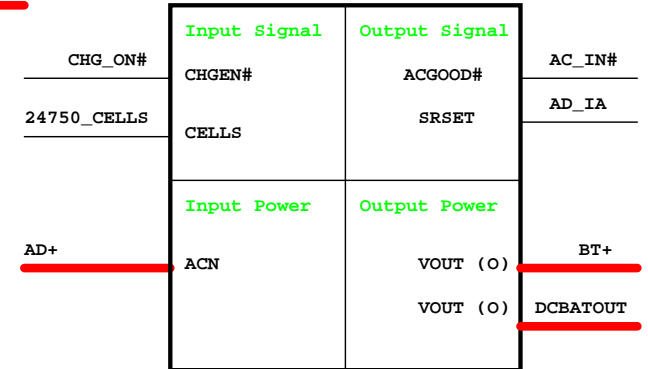 Input Signal Output Signal
CHG_ON# AC_IN#
CHGEN# ACGOOD#
AD_IA
24750_CELLS SRSET
CELLS
Input Power Output Power
AD+ BT+
ACN VOUT (O)
VOUT (O) DCBATOUT